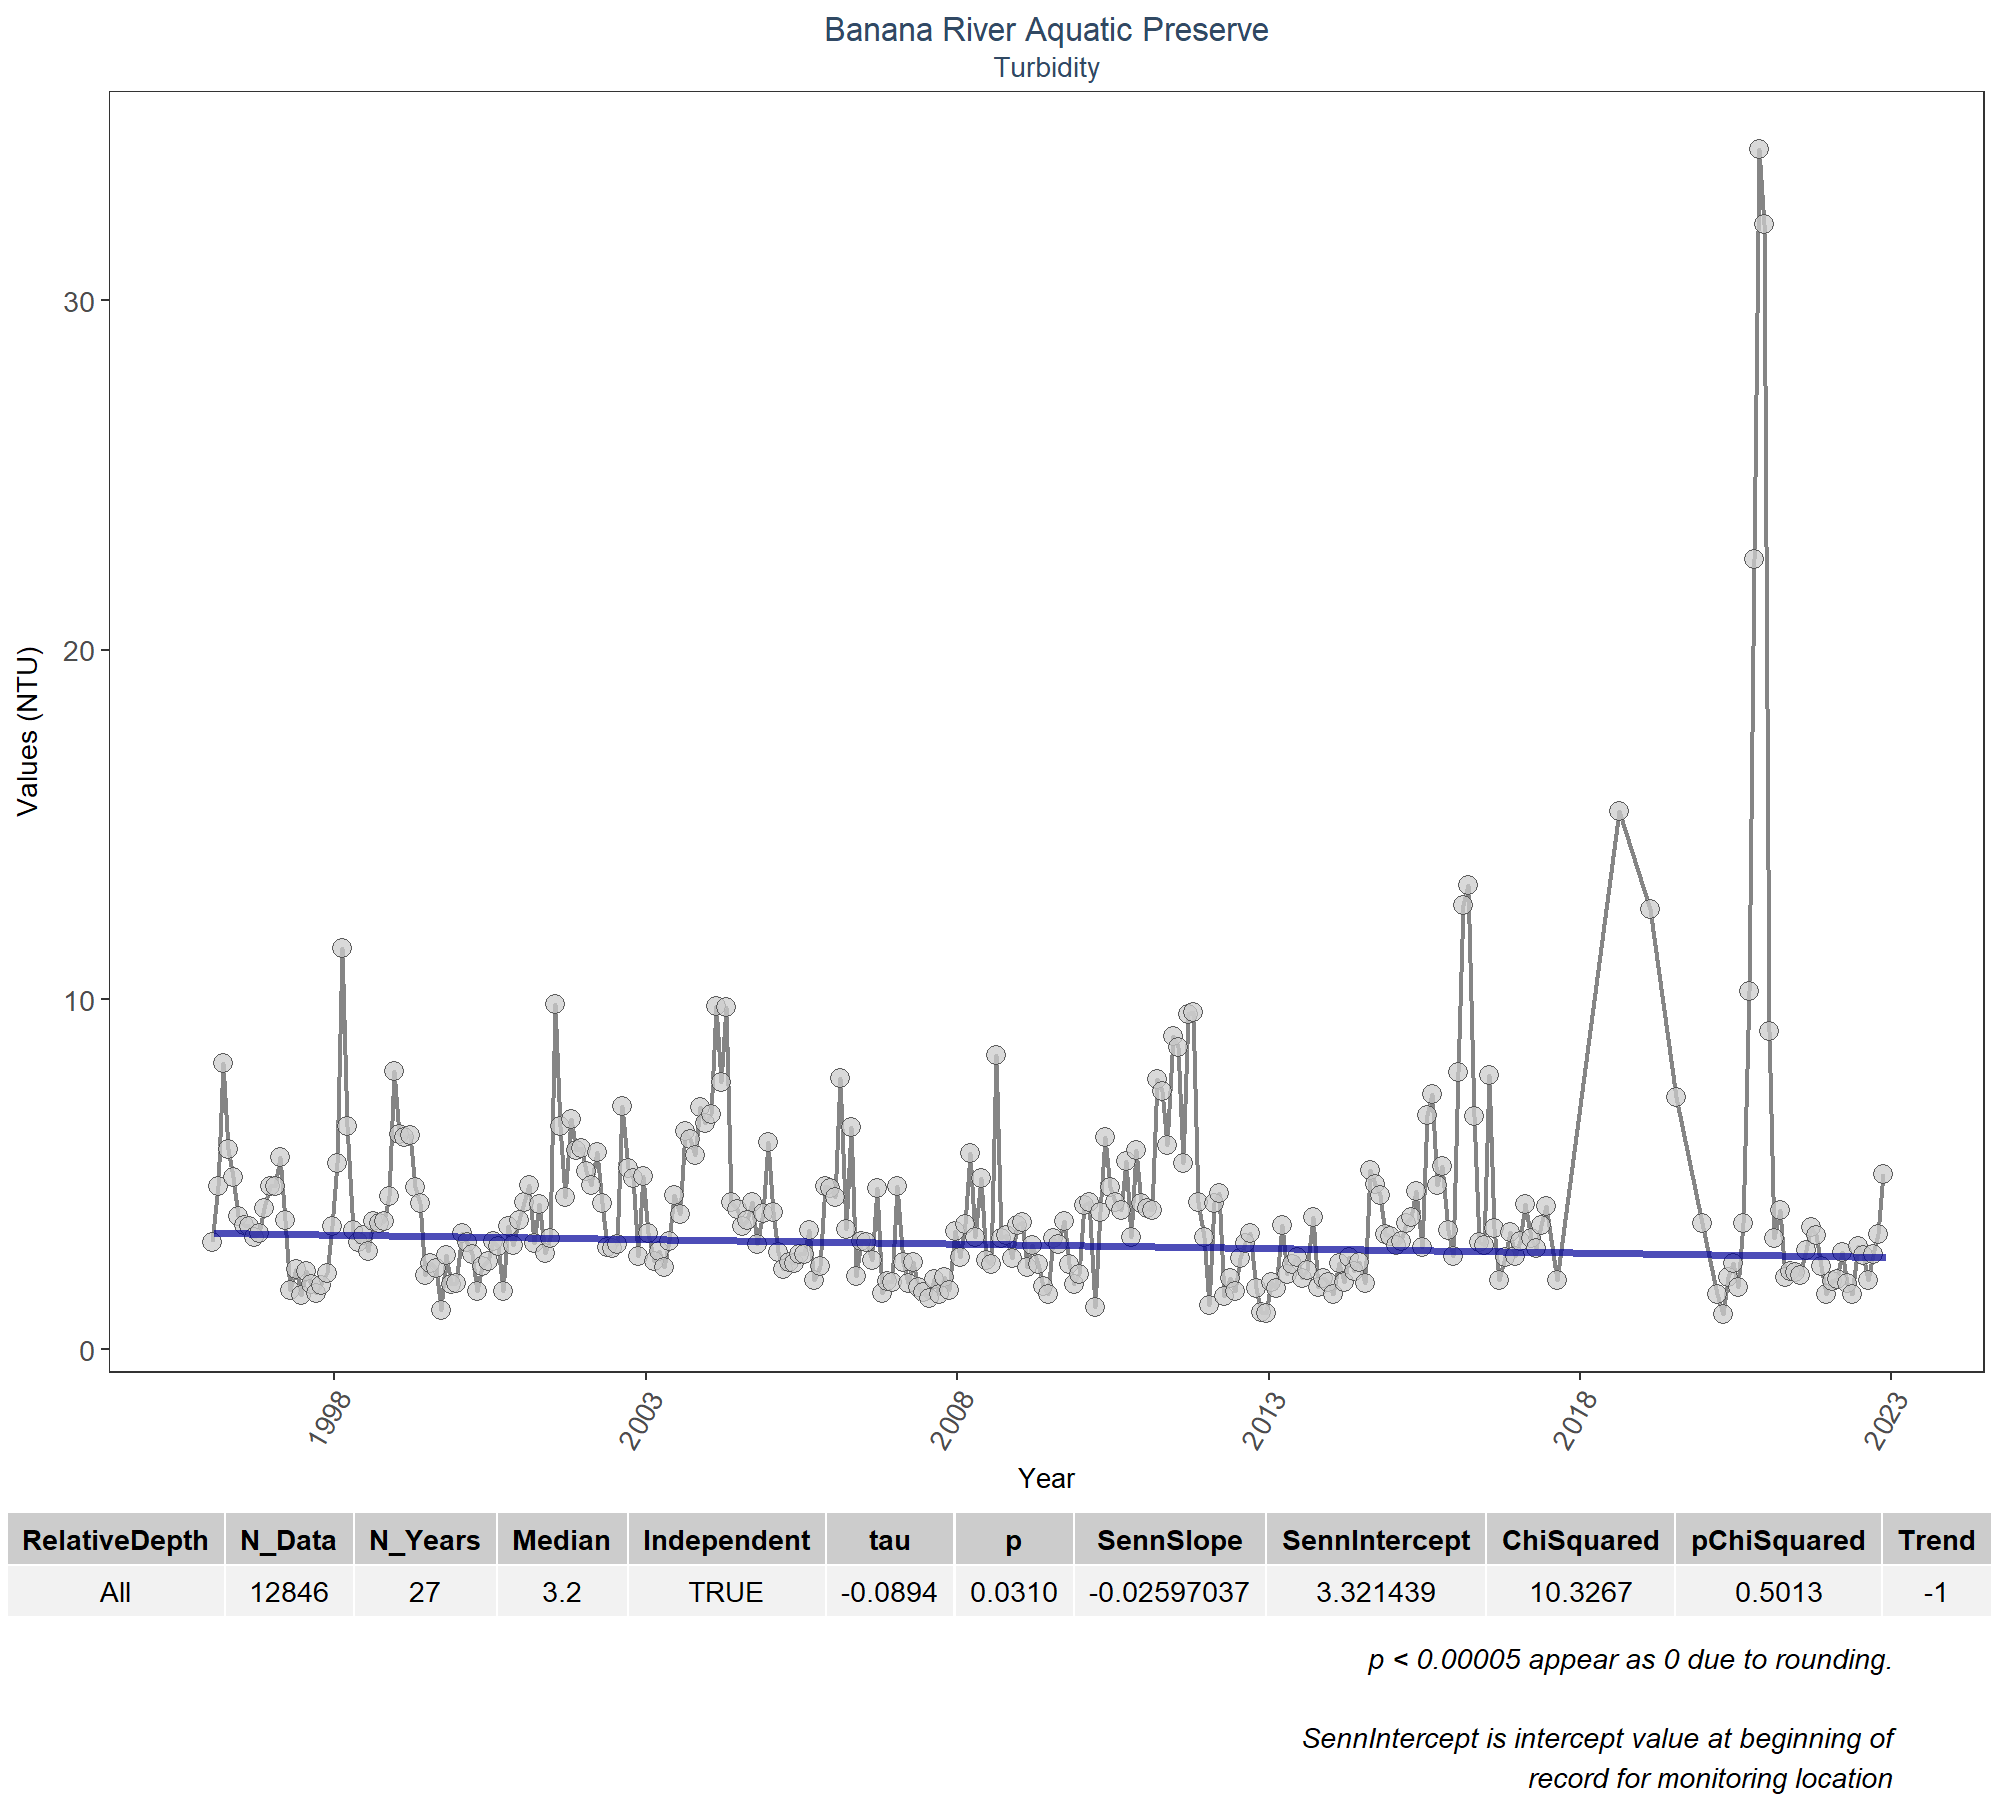 Banana River Aquatic Preserve
Turbidity
Values (NTU)
30
20
10
0
1998 2003 2008 2013 2018 2023
Year
RelativeDepth N_Data N_Years Median Independent tau p SennSlope SennIntercept ChiSquared pChiSquared Trend
All 12846 27 3.2 TRUE -0.0894 0.0310 -0.02597037 3.321439 10.3267 0.5013 -1
p < 0.00005 appear as 0 due to rounding.
SennIntercept is intercept value at beginning of
record for monitoring location